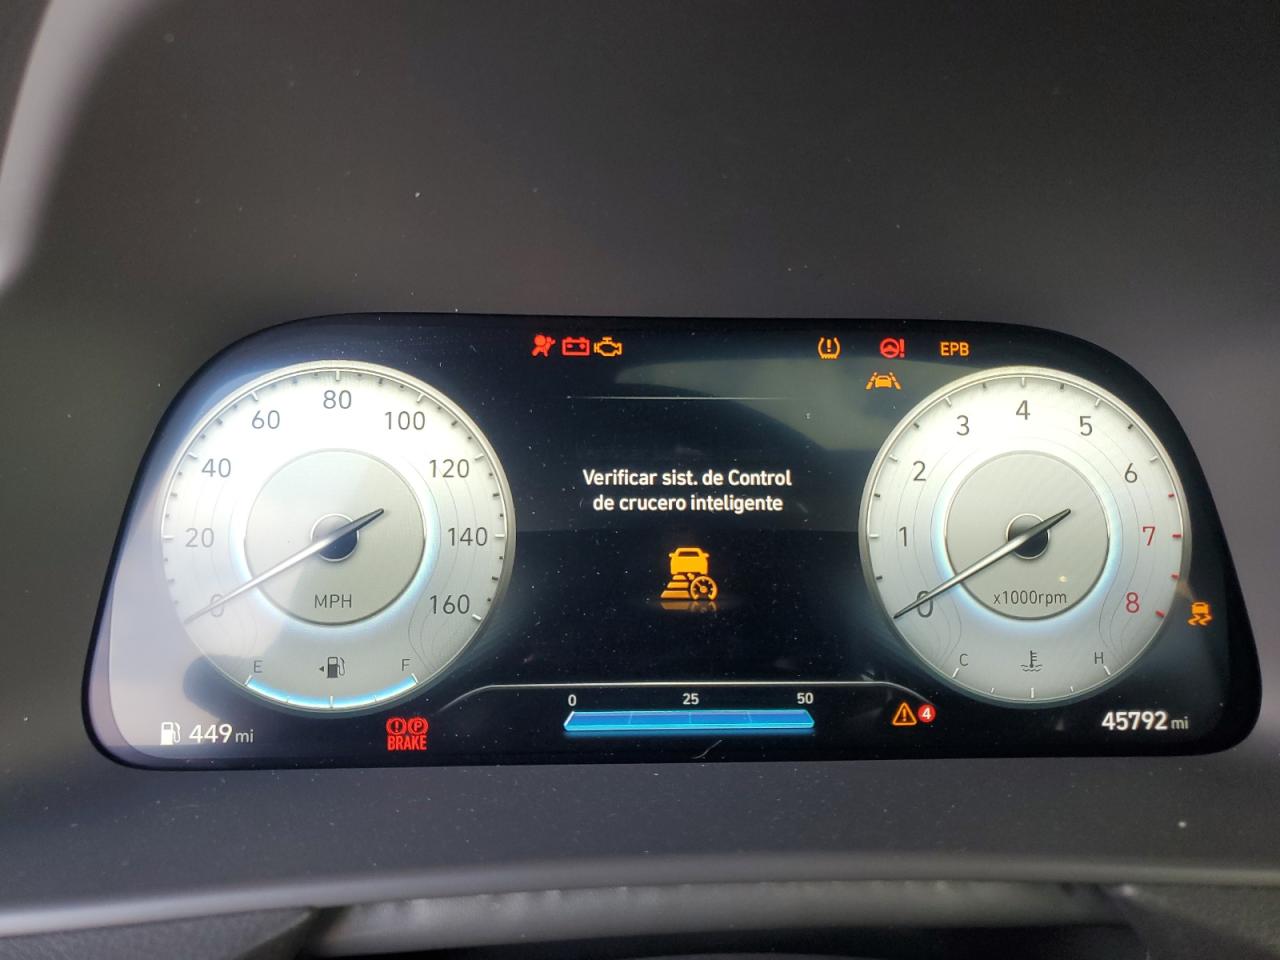 EPB
80
60
100
40
120
20
140
0
160
MPH
E
F
4
3
5
2
6
1
7
0
8
x1000rpm
C
H
Verificar sist. de Control
de crucero inteligente
0 25 50
449 mi
P
BRAKE
4
45792 mi